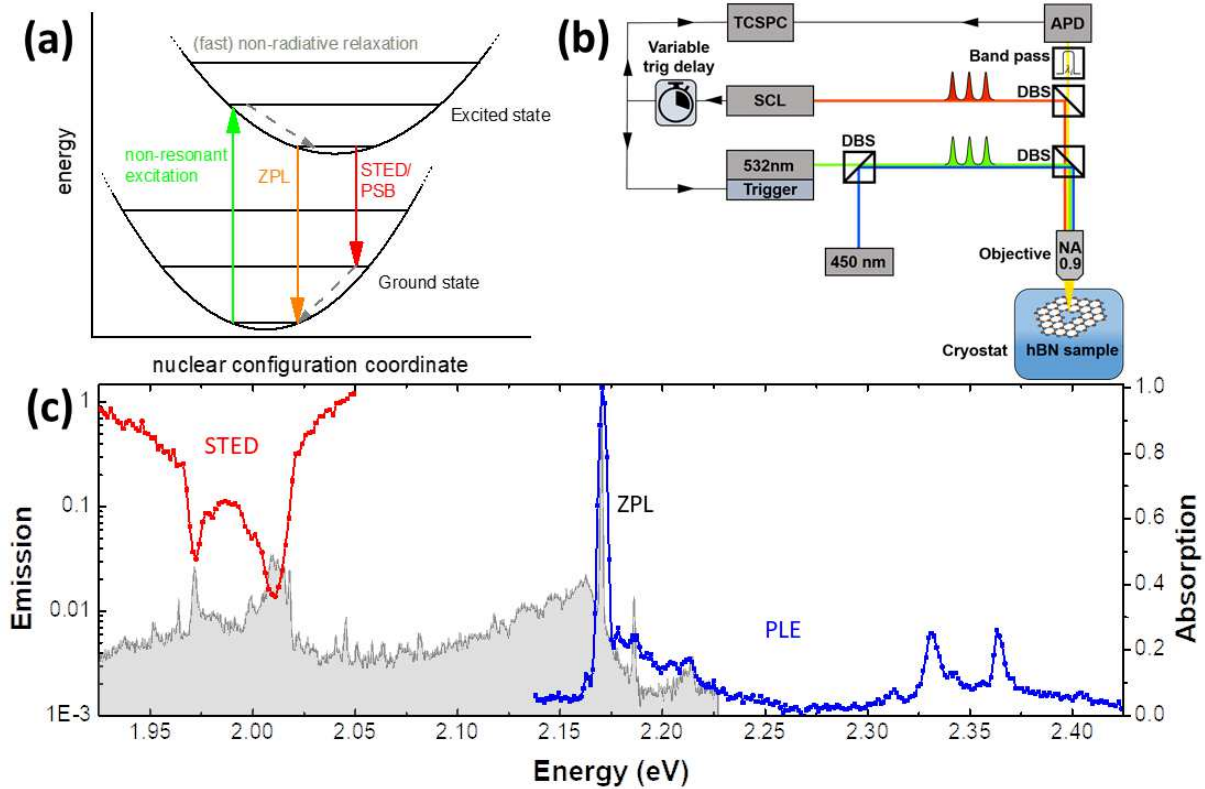 (a)
(fast) non-radiative relaxation
Excited state
non-resonant
excitation
ZPL
STED/
PSB
Ground state
energy
nuclear configuration coordinate
(b)
TCSPC
APD
Variable
trig delay
Band pass
λ
DBS
SCL
DBS
DBS
532nm
Trigger
450 nm
Objective
NA
0.9
Cryostat
hBN sample
(c)
STED
ZPL
PLE
1
0.1
0.01
1E-3
Emission
1.0
0.8
0.6
0.4
0.2
0.0
Absorption
1.95 2.00 2.05 2.10 2.15 2.20 2.25 2.30 2.35 2.40
Energy (eV)